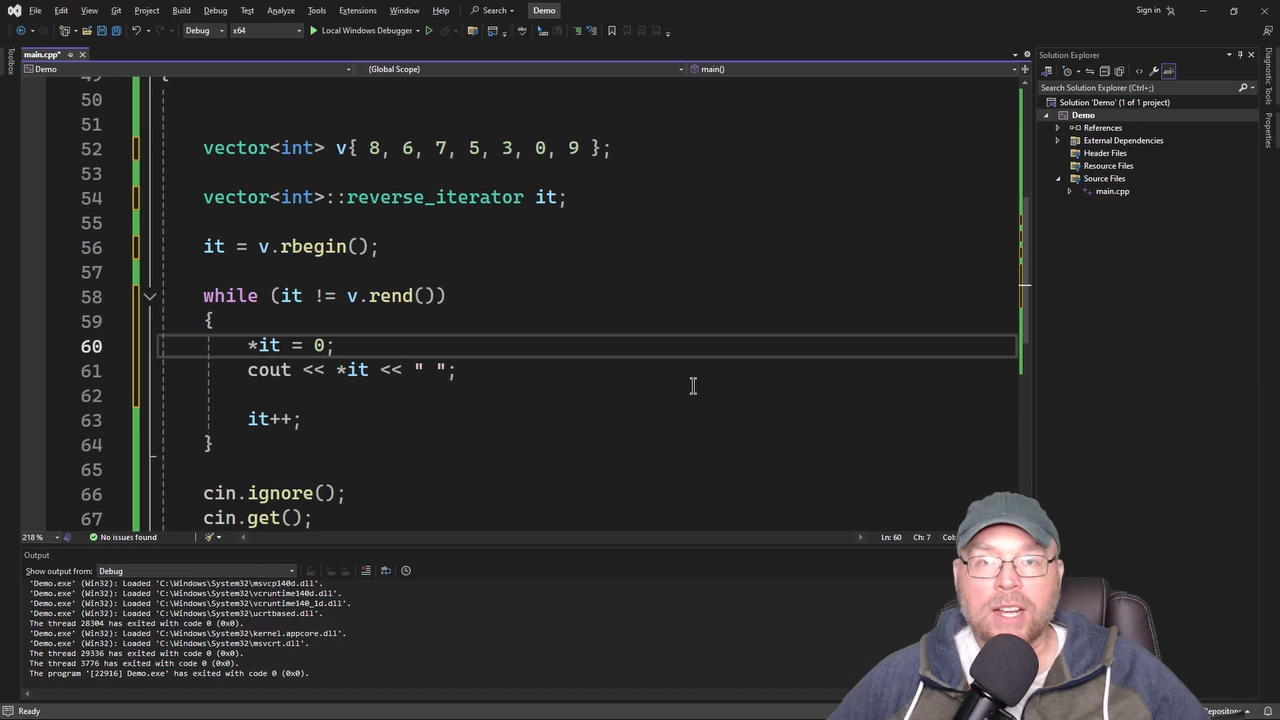 File Edit View Git Project Build Debug Test Analyze Tools Extensions Window Help Search Demo Sign in
Debug x64 Local Windows Debugger
main.cpp*
Demo (Global Scope) main()
50
51
52 vector<int> v{ 8, 6, 7, 5, 3, 0, 9 };
53
54 vector<int>::reverse_iterator it;
55
56 it = v.rbegin();
57
58 while (it != v.rend())
59 {
60 *it = 0;
61 cout << *it << " ";
62
63 it++;
64 }
65
66 cin.ignore();
67 cin.get();
218 % No issues found Ln: 60 Ch: 7
Output
Show output from: Debug
'Demo.exe' (Win32): Loaded 'C:\Windows\System32\msvcp140d.dll'.
'Demo.exe' (Win32): Loaded 'C:\Windows\System32\vcruntime140d.dll'.
'Demo.exe' (Win32): Loaded 'C:\Windows\System32\vcruntime140_1d.dll'.
'Demo.exe' (Win32): Loaded 'C:\Windows\System32\ucrtbased.dll'.
The thread 28304 has exited with code 0 (0x0).
'Demo.exe' (Win32): Loaded 'C:\Windows\System32\kernel.appcore.dll'.
'Demo.exe' (Win32): Loaded 'C:\Windows\System32\msvcrt.dll'.
The thread 29336 has exited with code 0 (0x0).
The thread 3776 has exited with code 0 (0x0).
The program '[22916] Demo.exe' has exited with code 0 (0x0).
Ready
Toolbox
Solution Explorer
Search Solution Explorer (Ctrl+;)
Solution 'Demo' (1 of 1 project)
Demo
References
External Dependencies
Header Files
Resource Files
Source Files
main.cpp
Diagnostic Tools
Properties